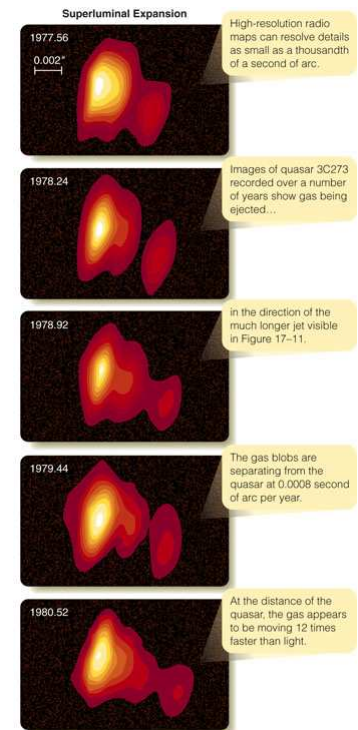 Superluminal Expansion
1977.56
0.002"
High-resolution radio
maps can resolve details
as small as a thousandth
of a second of arc.
1978.24
Images of quasar 3C273
recorded over a number
of years show gas being
ejected...
1978.92
in the direction of the
much longer jet visible
in Figure 17–11.
1979.44
The gas blobs are
separating from the
quasar at 0.0008 second
of arc per year.
1980.52
At the distance of the
quasar, the gas appears
to be moving 12 times
faster than light.